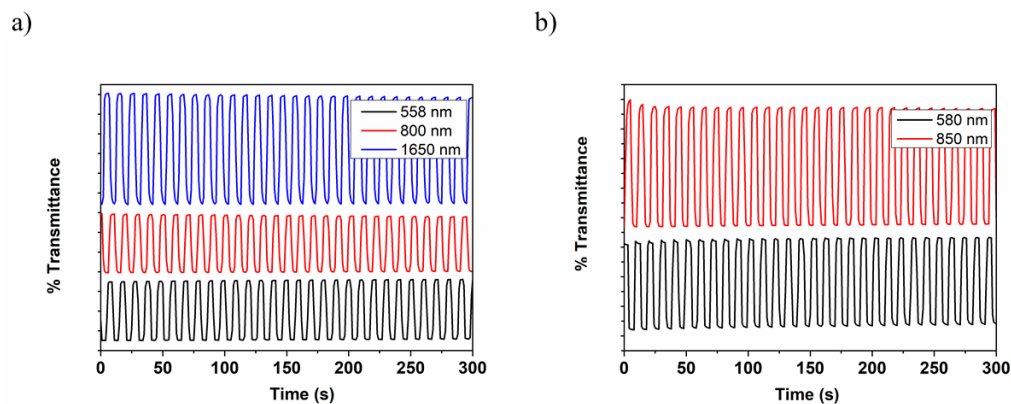 a)
b)
% Transmittance
558 nm
800 nm
1650 nm
0 50 100 150 200 250 300
Time (s)
% Transmittance
580 nm
850 nm
0 50 100 150 200 250 300
Time (s)